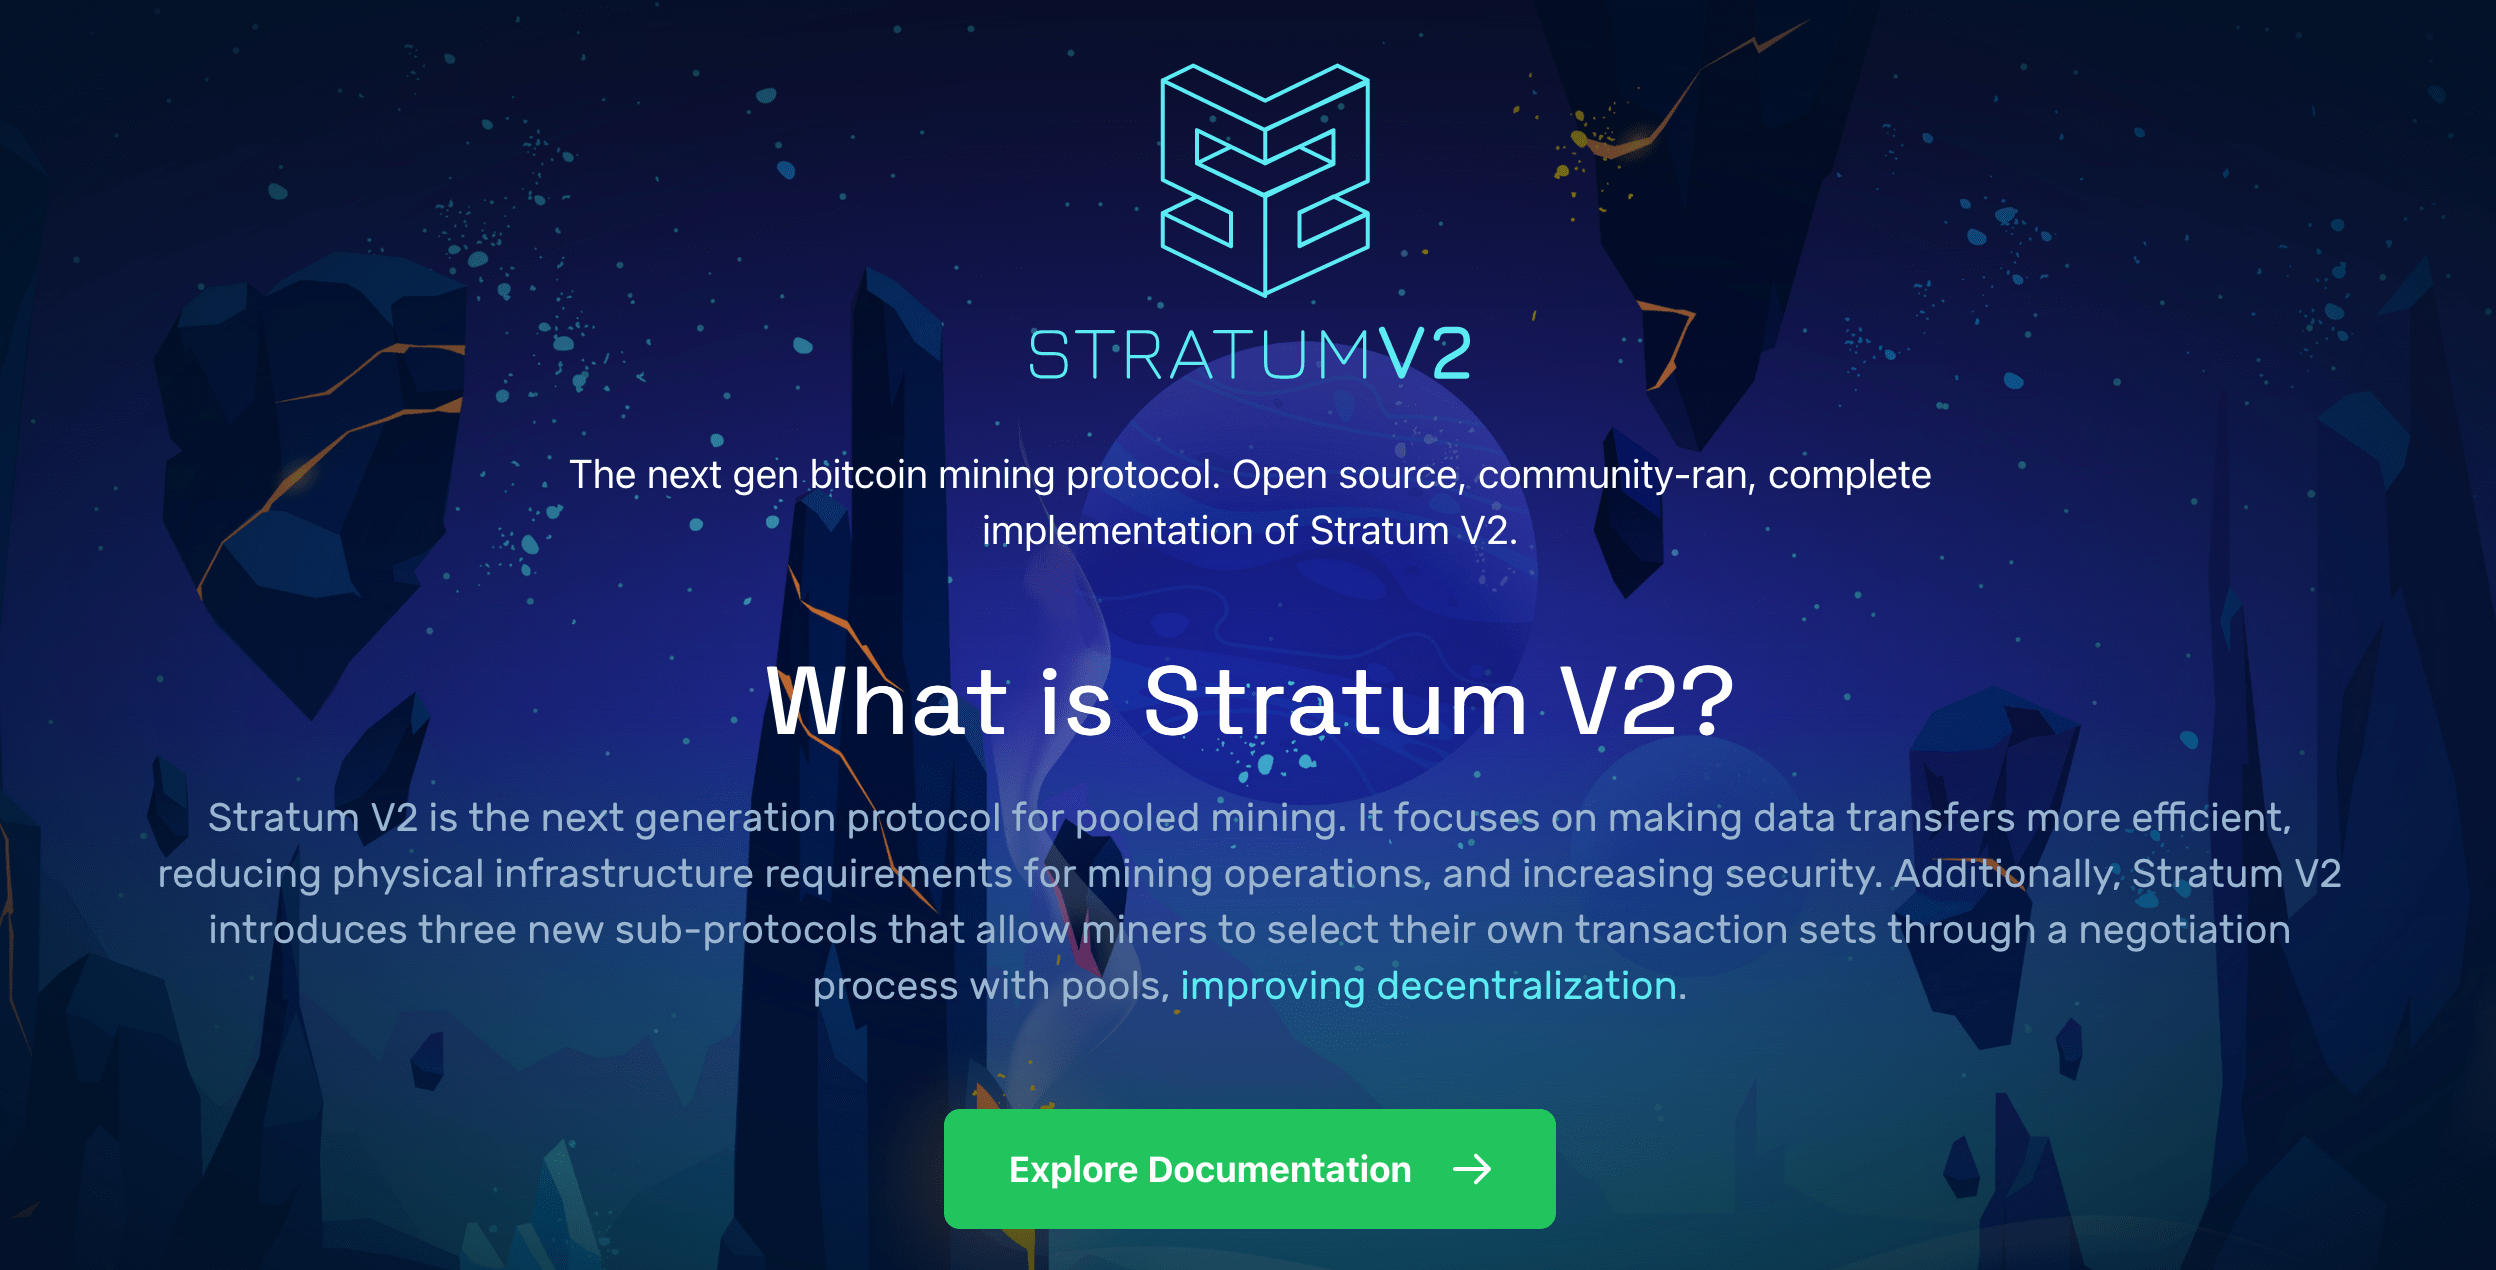 STRATUMV2
The next gen bitcoin mining protocol. Open source, community-ran, complete
implementation of Stratum V2.
What is Stratum V2?
Stratum V2 is the next generation protocol for pooled mining. It focuses on making data transfers more efficient,
reducing physical infrastructure requirements for mining operations, and increasing security. Additionally, Stratum V2
introduces three new sub-protocols that allow miners to select their own transaction sets through a negotiation
process with pools, improving decentralization.
Explore Documentation